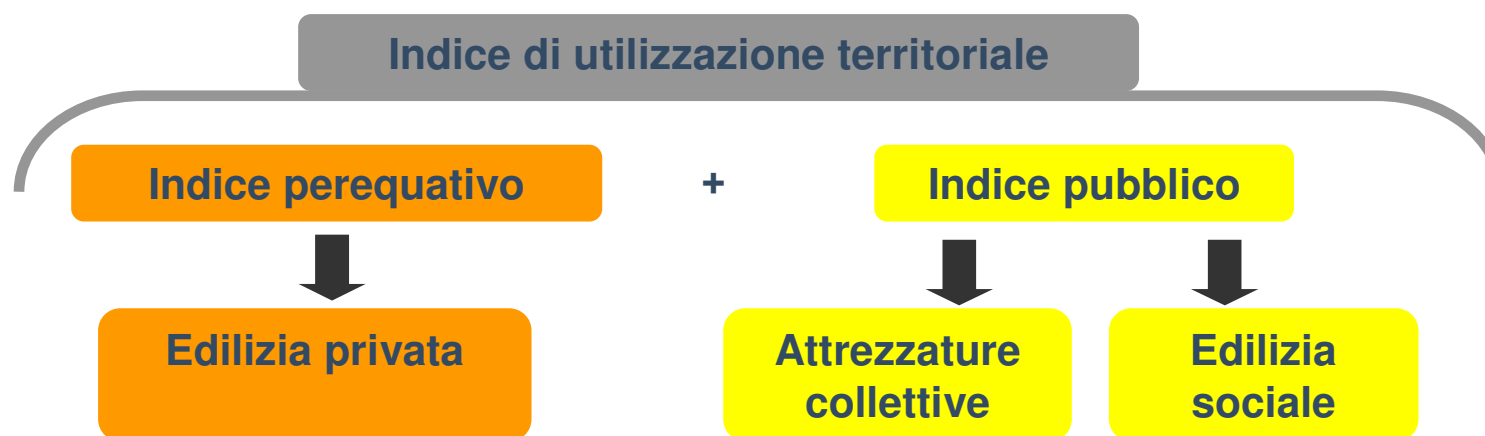 Indice di utilizzazione territoriale
Indice perequativo
+
Indice pubblico
Edilizia privata
Attrezzature
collettive
Edilizia
sociale